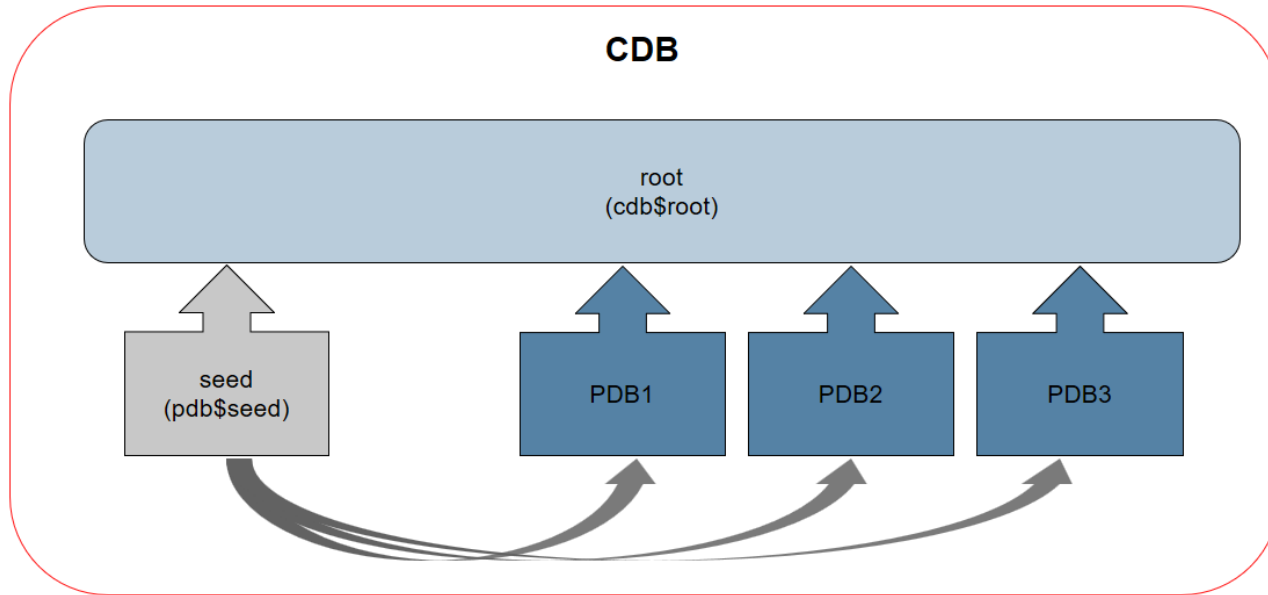 CDB
root
(cdb$root)
seed
(pdb$seed)
PDB1
PDB2
PDB3